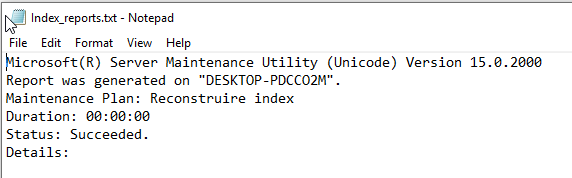 Index_reports.txt - Notepad
File Edit Format View Help
Microsoft(R) Server Maintenance Utility (Unicode) Version 15.0.2000
Report was generated on "DESKTOP-PDCCO2M".
Maintenance Plan: Reconstruire index
Duration: 00:00:00
Status: Succeeded.
Details: